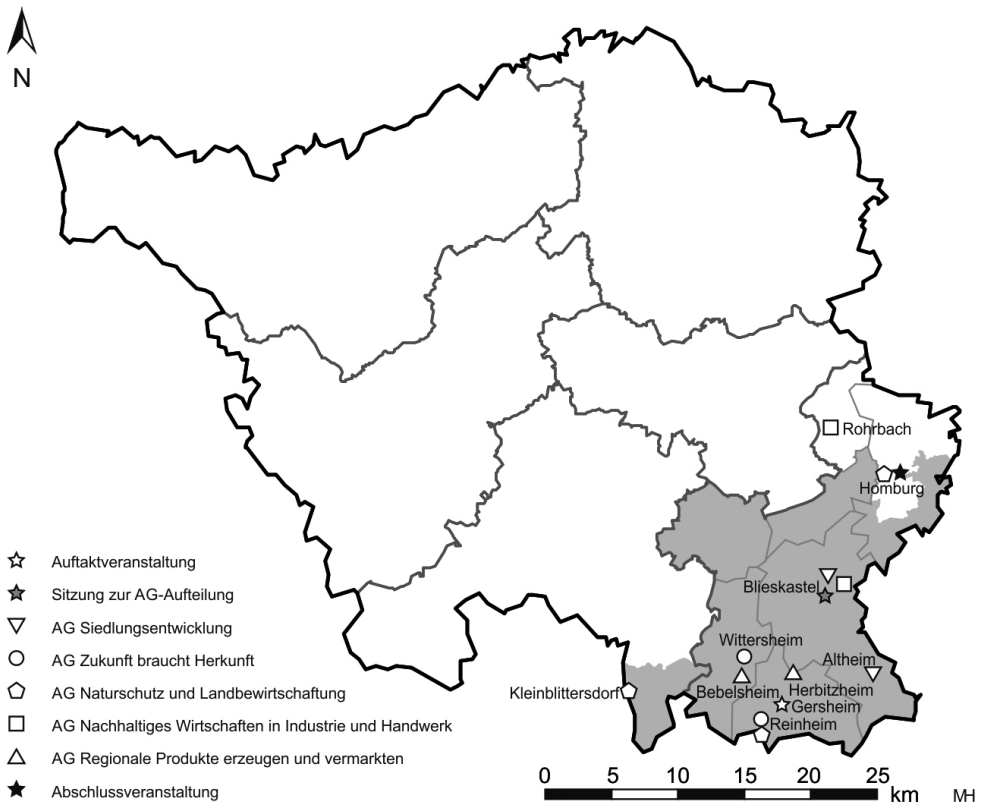 N
Rohrbach
Homburg
Blieskastel
Wittersheim
Altheim
Kleinblittersdorf
Bebelsheim
Herbitzheim
Gersheim
Reinheim
Auftaktveranstaltung
Sitzung zur AG-Aufteilung
AG Siedlungsentwicklung
AG Zukunft braucht Herkunft
AG Naturschutz und Landbewirtschaftung
AG Nachhaltiges Wirtschaften in Industrie und Handwerk
AG Regionale Produkte erzeugen und vermarkten
Abschlussveranstaltung
0 5 10 15 20 25
km
MH